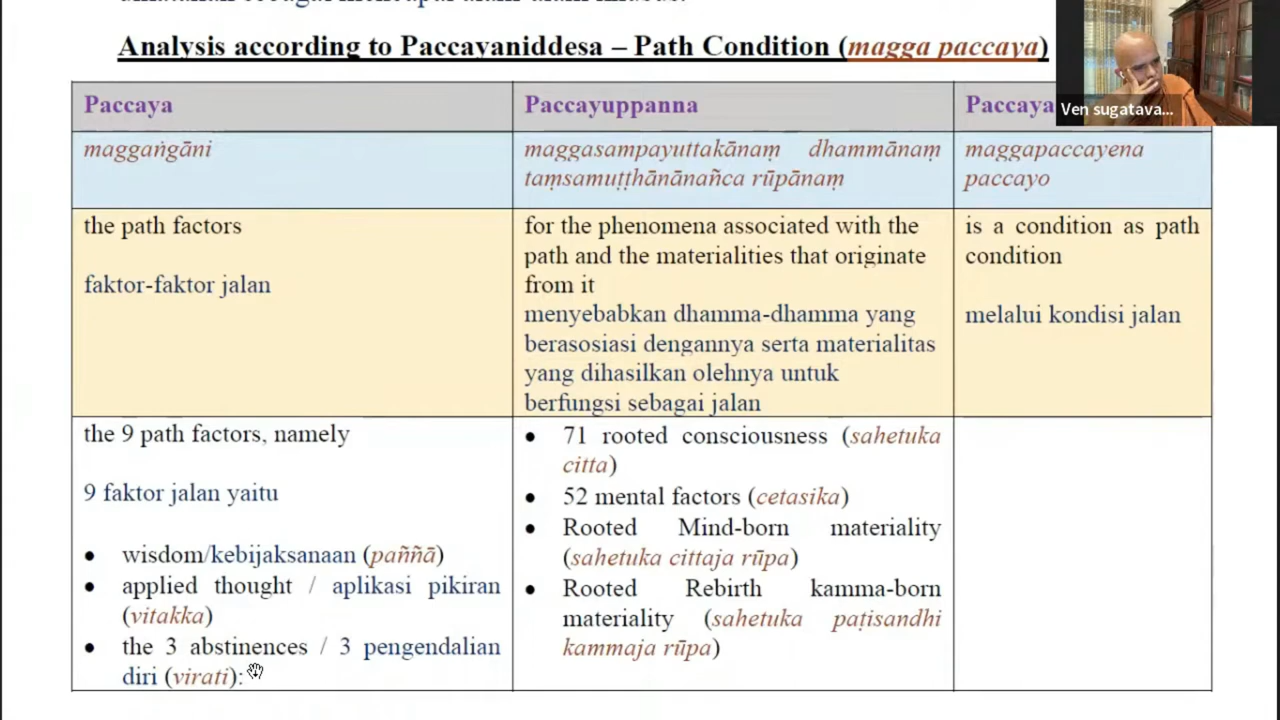 Analysis according to Paccayaniddesa – Path Condition (magga paccaya)
Ven sugatava...
Paccaya
Paccayuppanna
Paccaya
maggaṅgāni
maggasampayuttakānaṃ dhammānaṃ
taṃsamuṭṭhānānañca rūpānaṃ
maggapaccayena
paccayo
the path factors
faktor-faktor jalan
for the phenomena associated with the
path and the materialities that originate
from it
menyebabkan dhamma-dhamma yang
berasosiasi dengannya serta materialitas
yang dihasilkan olehnya untuk
berfungsi sebagai jalan
is a condition as path
condition
melalui kondisi jalan
the 9 path factors, namely
9 faktor jalan yaitu
• wisdom/kebijaksanaan (paññā)
• applied thought / aplikasi pikiran
(vitakka)
• the 3 abstinences / 3 pengendalian
diri (virati):
• 71 rooted consciousness (sahetuka
citta)
• 52 mental factors (cetasika)
• Rooted Mind-born materiality
(sahetuka cittaja rūpa)
• Rooted Rebirth kamma-born
materiality (sahetuka paṭisandhi
kammaja rūpa)